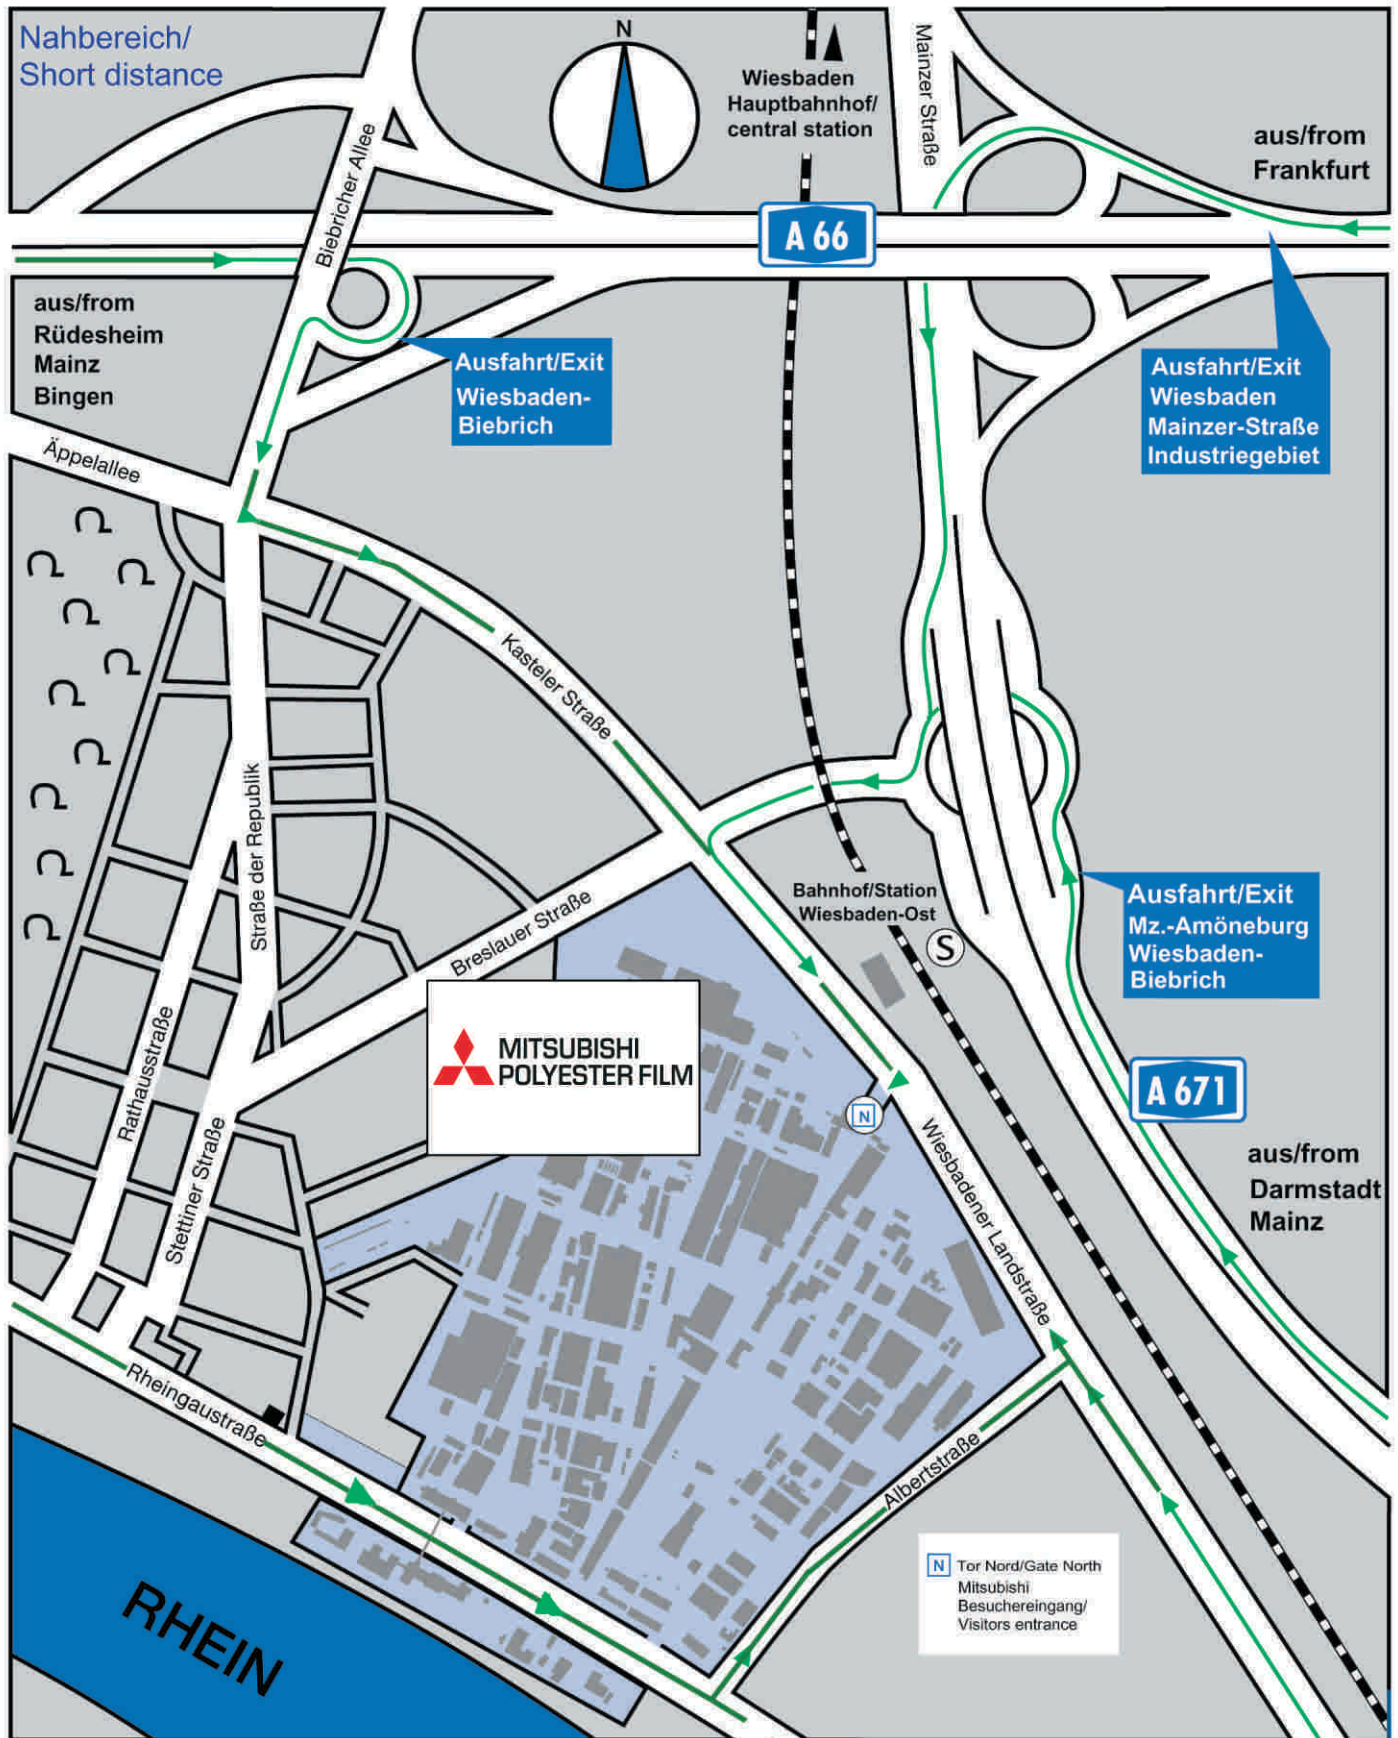 Nahbereich/
Short distance
N
Wiesbaden
Hauptbahnhof/
central station
Mainzer Straße
aus/from
Frankfurt
Biebricher Allee
A 66
aus/from
Rüdesheim
Mainz
Bingen
Ausfahrt/Exit
Wiesbaden-
Biebrich
Ausfahrt/Exit
Wiesbaden
Mainzer-Straße
Industriegebiet
Äppelallee
Kasteler Straße
Straße der Republik
Breslauer Straße
Bahnhof/Station
Wiesbaden-Ost
S
Ausfahrt/Exit
Mz.-Amöneburg
Wiesbaden-
Biebrich
MITSUBISHI
POLYESTER FILM
Rathausstraße
A 671
N
Stettiner Straße
Wiesbadener Landstraße
aus/from
Darmstadt
Mainz
Rheingaustraße
Albertstraße
N Tor Nord/Gate North
Mitsubishi
Besuchereingang/
Visitors entrance
RHEIN